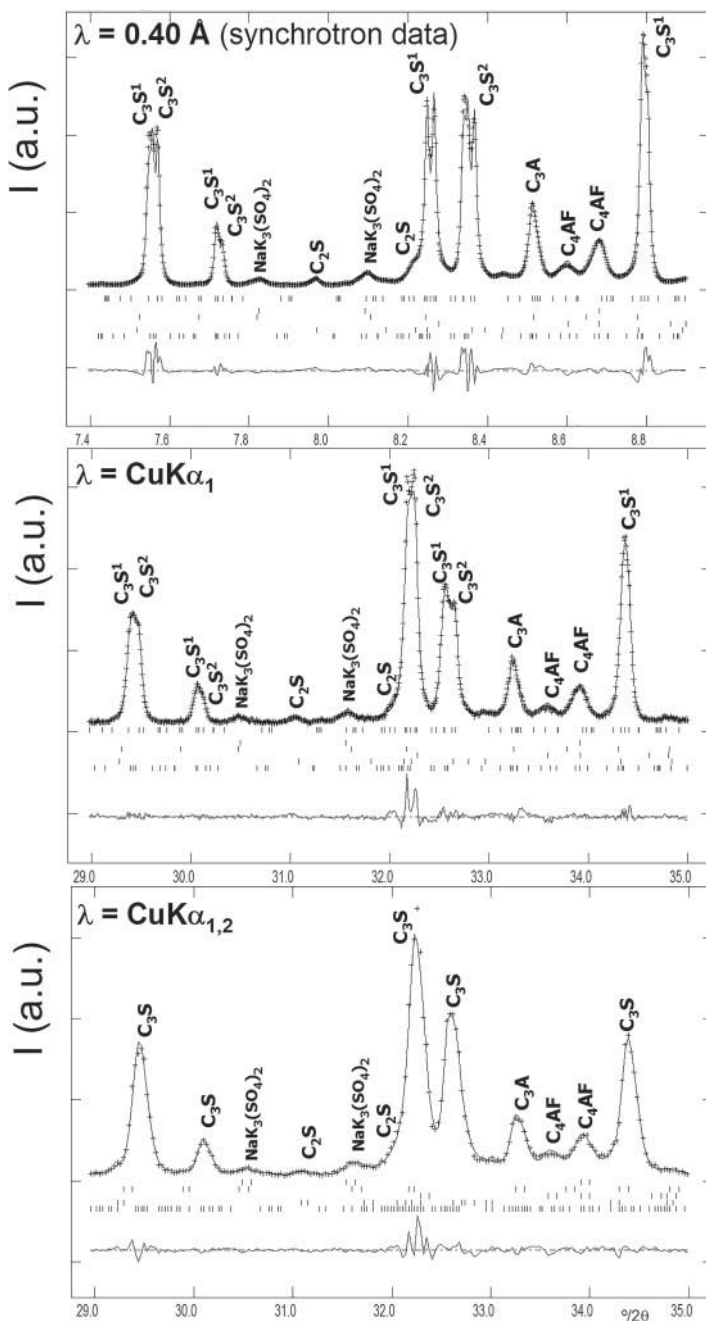 λ = 0.40 Å (synchrotron data)
I (a.u.)
C₃S¹
C₃S²
C₃S¹
C₃S²
NaK₃(SO₄)₂
C₂S
NaK₃(SO₄)₂
C₂S
C₃S¹
C₃S²
C₃A
C₄AF
C₄AF
C₃S¹
7.4 7.6 7.8 8.0 8.2 8.4 8.6 8.8
λ = CuKα₁
I (a.u.)
C₃S¹
C₃S²
C₃S¹
C₃S²
NaK₃(SO₄)₂
C₂S
NaK₃(SO₄)₂
C₂S
C₃S¹
C₃S²
C₃S¹
C₃S²
C₃A
C₄AF
C₄AF
C₃S¹
29.0 30.0 31.0 32.0 33.0 34.0 35.0
λ = CuKα₁,₂
I (a.u.)
C₃S
C₃S
NaK₃(SO₄)₂
C₂S
NaK₃(SO₄)₂
C₂S
C₃S
C₃S
C₃A
C₄AF
C₄AF
C₃S
29.0 30.0 31.0 32.0 33.0 34.0 °/2θ 35.0